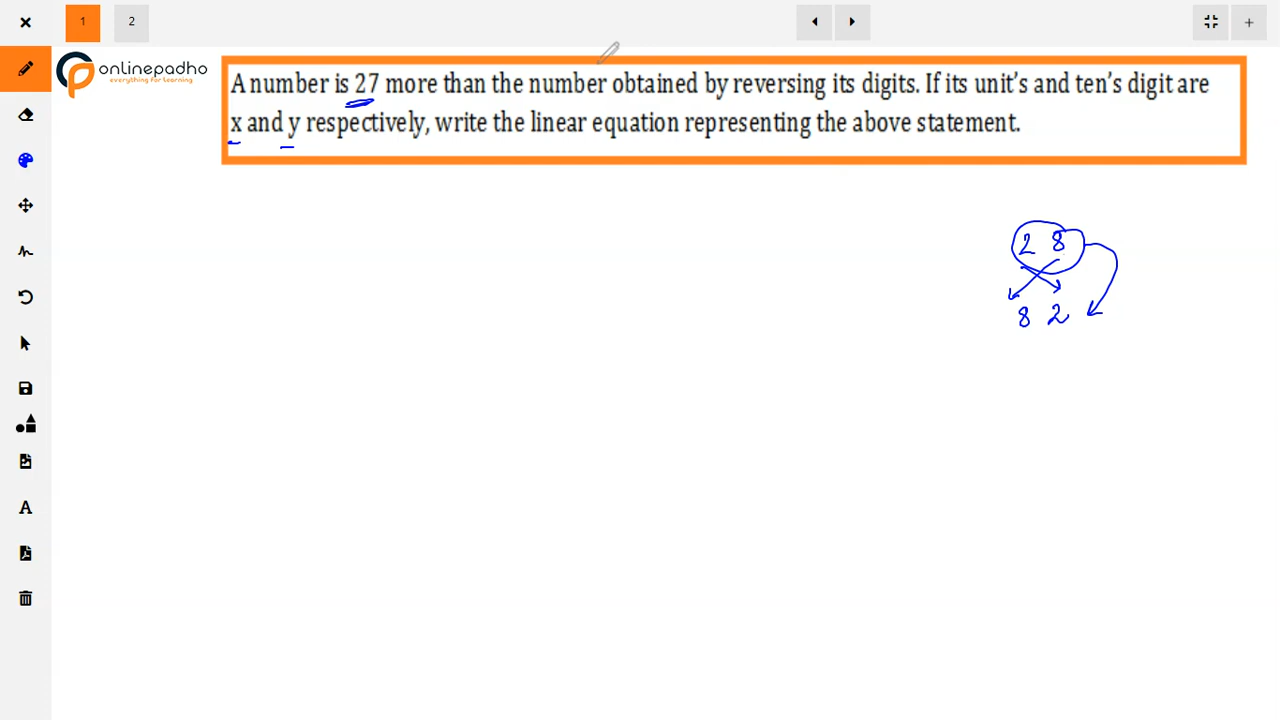 1 2
onlinepadho
everything for learning
A number is 27 more than the number obtained by reversing its digits. If its unit’s and ten’s digit are
x and y respectively, write the linear equation representing the above statement.
2 8
8 2
A